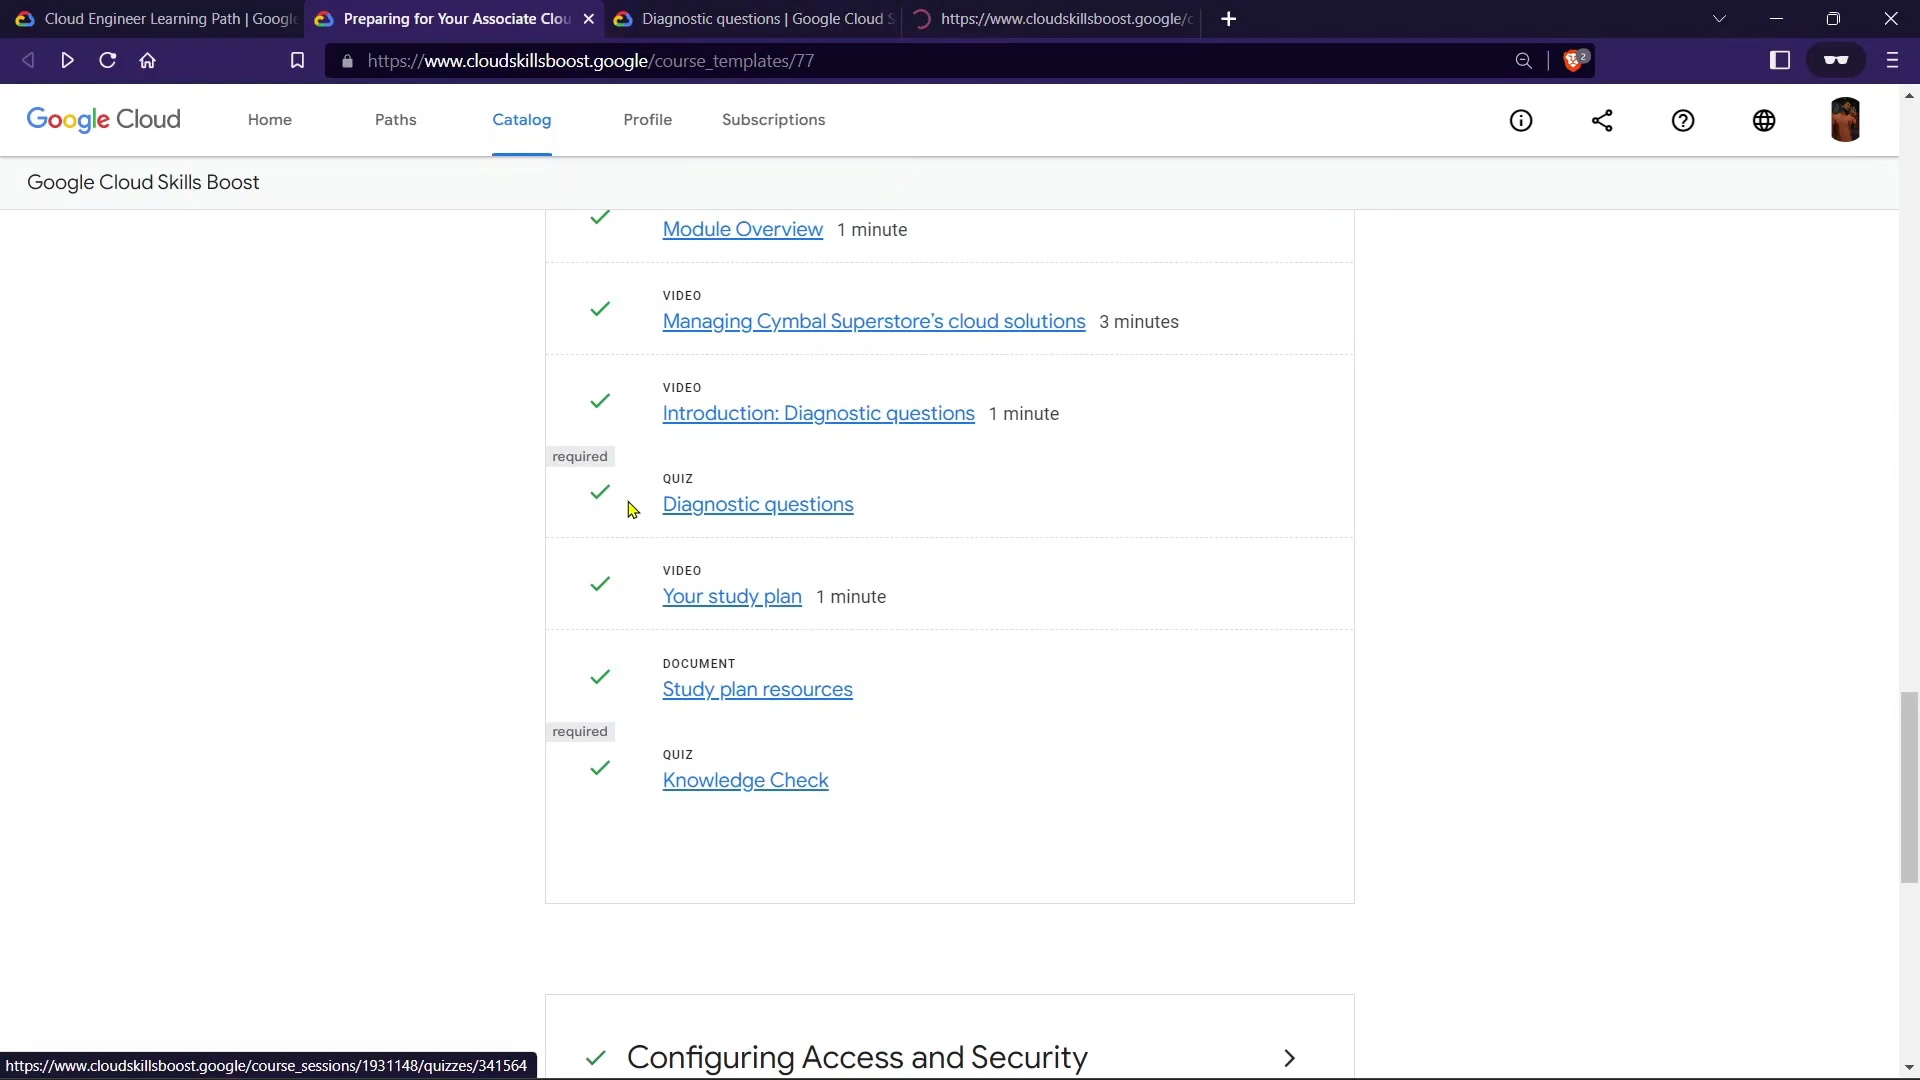 Cloud Engineer Learning Path | Google
Preparing for Your Associate Clou
Diagnostic questions | Google Cloud S
https://www.cloudskillsboost.google/c
https://www.cloudskillsboost.google/course_templates/77
2
Google Cloud
Home
Paths
Catalog
Profile
Subscriptions
Google Cloud Skills Boost
Module Overview 1 minute
VIDEO
Managing Cymbal Superstore's cloud solutions 3 minutes
VIDEO
Introduction: Diagnostic questions 1 minute
required
QUIZ
Diagnostic questions
VIDEO
Your study plan 1 minute
DOCUMENT
Study plan resources
required
QUIZ
Knowledge Check
Configuring Access and Security
https://www.cloudskillsboost.google/course_sessions/1931148/quizzes/341564